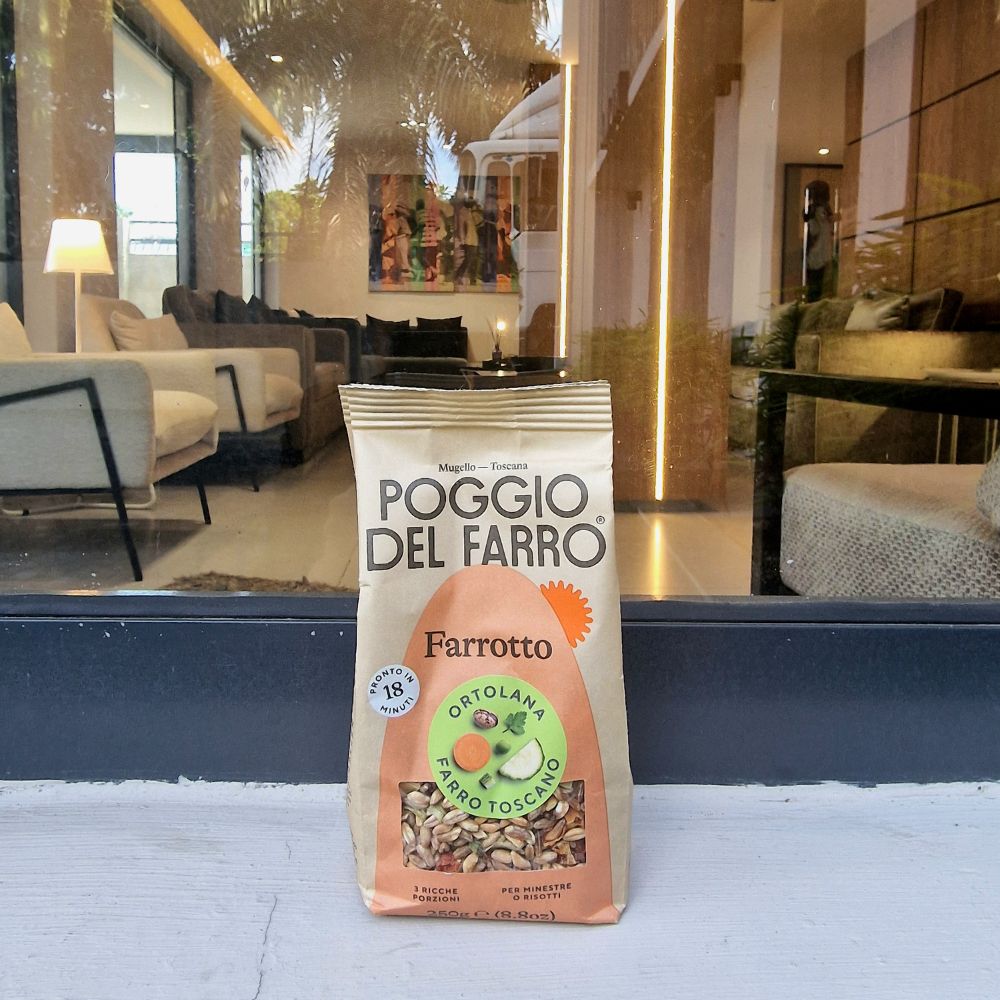 Mugello — Toscana
POGGIO
DEL FARRO®
Farrotto
PRONTO IN
18
MINUTI
ORTOLANA
FARRO TOSCANO
3 RICCHE
PORZIONI
PER MINESTRE
O RISOTTI
250g ℮ (8.8oz)